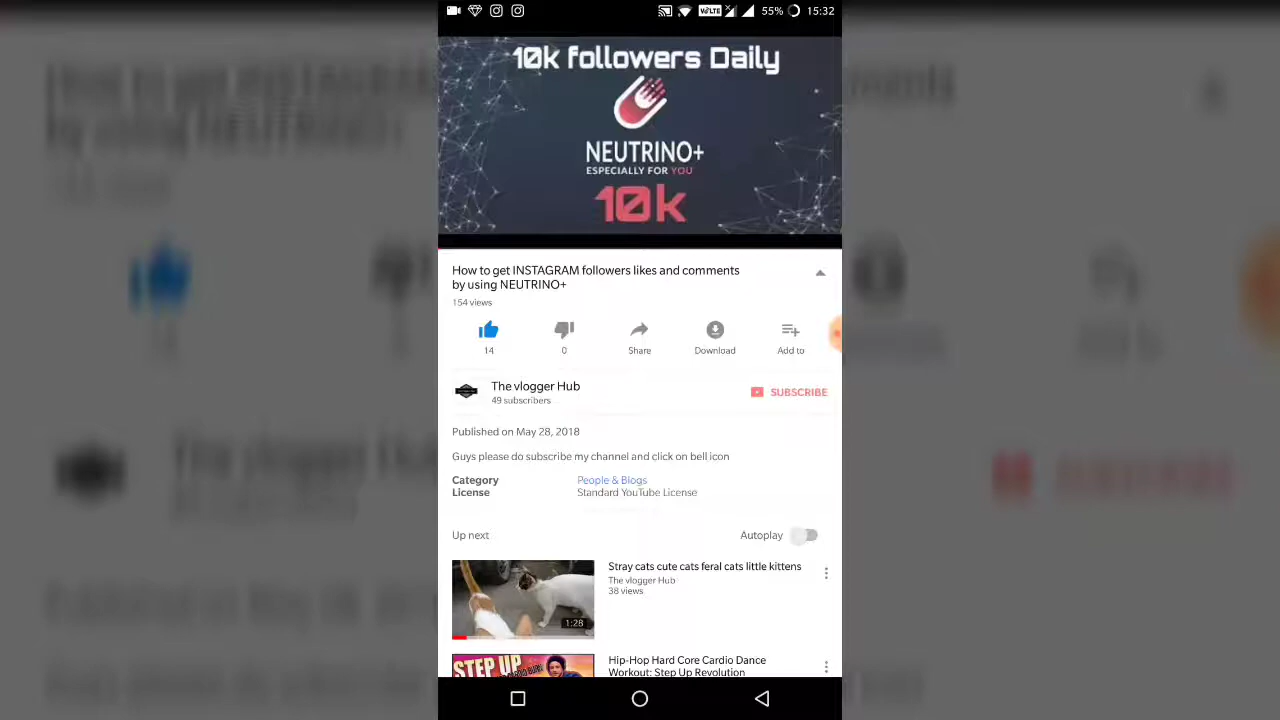 VoLTE 55% 15:32
10k followers Daily
NEUTRINO+
ESPECIALLY FOR YOU
10k
How to get INSTAGRAM followers likes and comments
by using NEUTRINO+
154 views
14
0
Share
Download
Add to
The vlogger Hub
49 subscribers
SUBSCRIBE
Published on May 28, 2018
Guys please do subscribe my channel and click on bell icon
Category People & Blogs
License Standard YouTube License
Up next
Autoplay
Stray cats cute cats feral cats little kittens
The vlogger Hub
38 views
1:28
STEP UP
Hip-Hop Hard Core Cardio Dance
Workout: Step Up Revolution